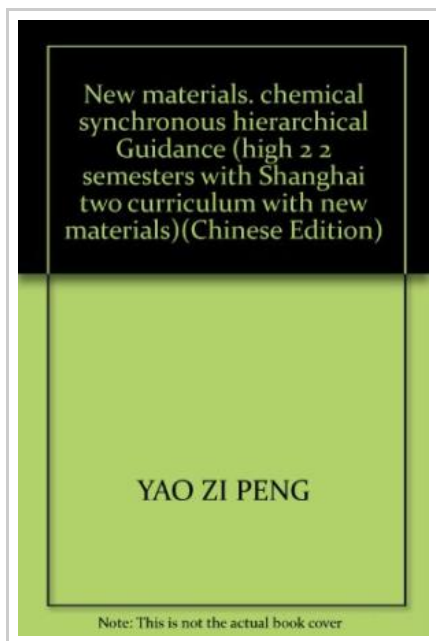 New materials. chemical
synchronous hierarchical
Guidance (high 2 2
semesters with Shanghai
two curriculum with new
materials)(Chinese Edition)
YAO ZI PENG
Note: This is not the actual book cover